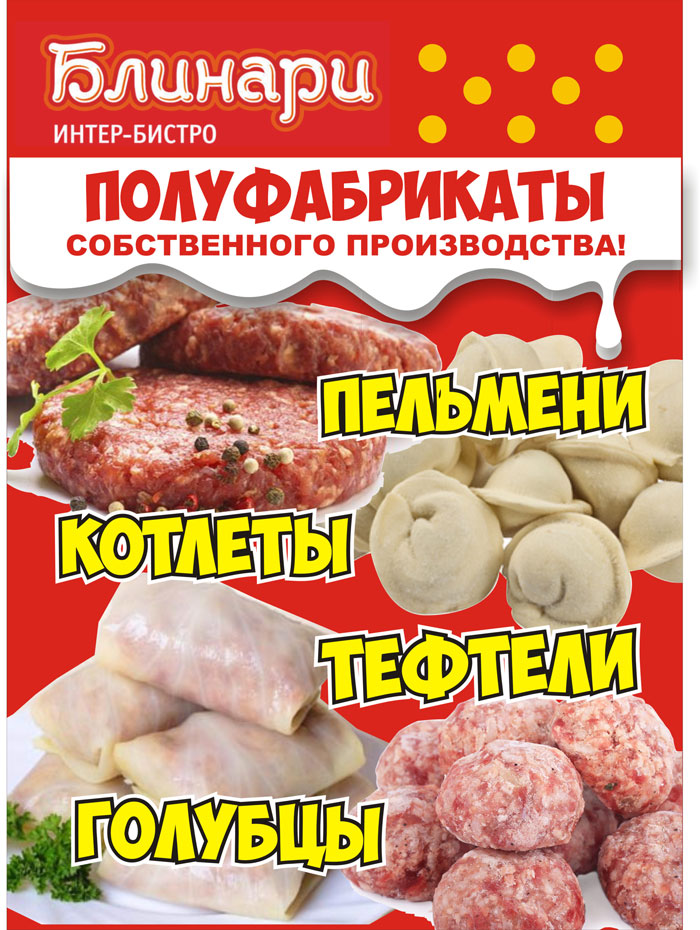 Блинари
ИНТЕР-БИСТРО
ПОЛУФАБРИКАТЫ
СОБСТВЕННОГО ПРОИЗВОДСТВА!
ПЕЛЬМЕНИ
КОТЛЕТЫ
ТЕФТЕЛИ
ГОЛУБЦЫ